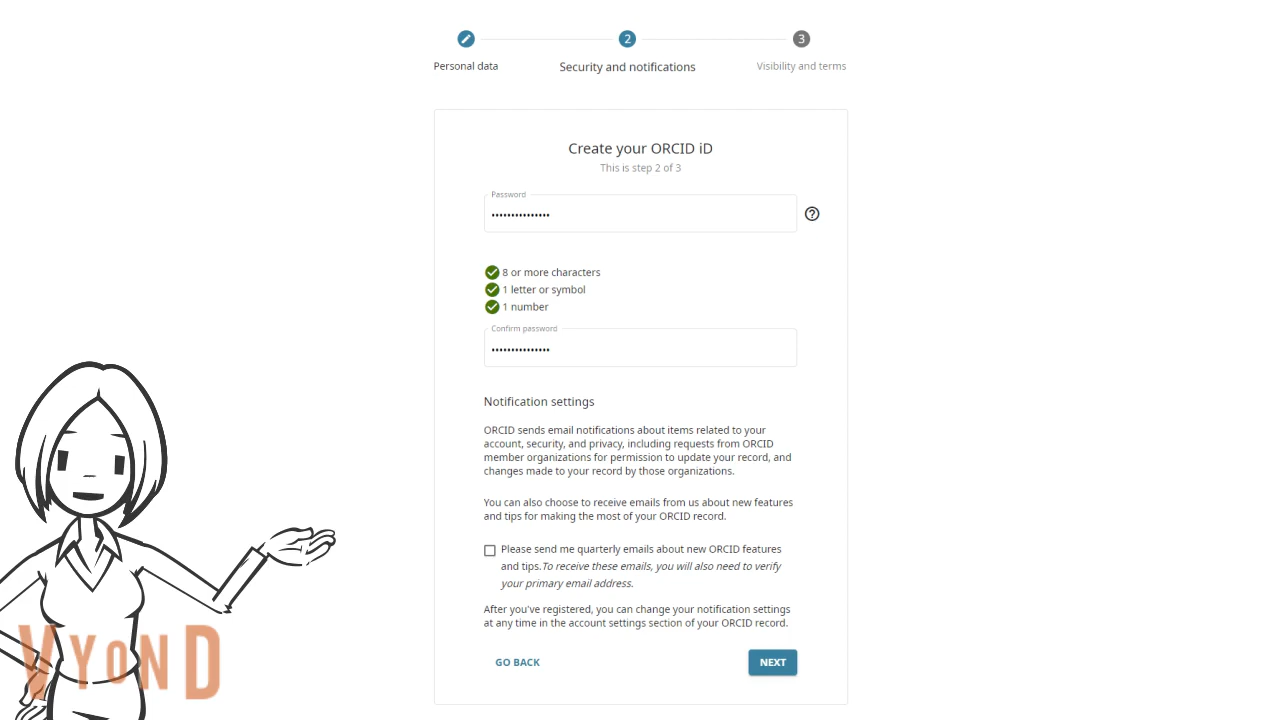 2
3
Personal data
Security and notifications
Visibility and terms
Create your ORCID iD
This is step 2 of 3
Password
•••••••••••••••
?
8 or more characters
1 letter or symbol
1 number
Confirm password
•••••••••••••••
Notification settings
ORCID sends email notifications about items related to your
account, security, and privacy, including requests from ORCID
member organizations for permission to update your record, and
changes made to your record by those organizations.
You can also choose to receive emails from us about new features
and tips for making the most of your ORCID record.
Please send me quarterly emails about new ORCID features
and tips.To receive these emails, you will also need to verify
your primary email address.
After you've registered, you can change your notification settings
at any time in the account settings section of your ORCID record.
GO BACK
NEXT
VYOND